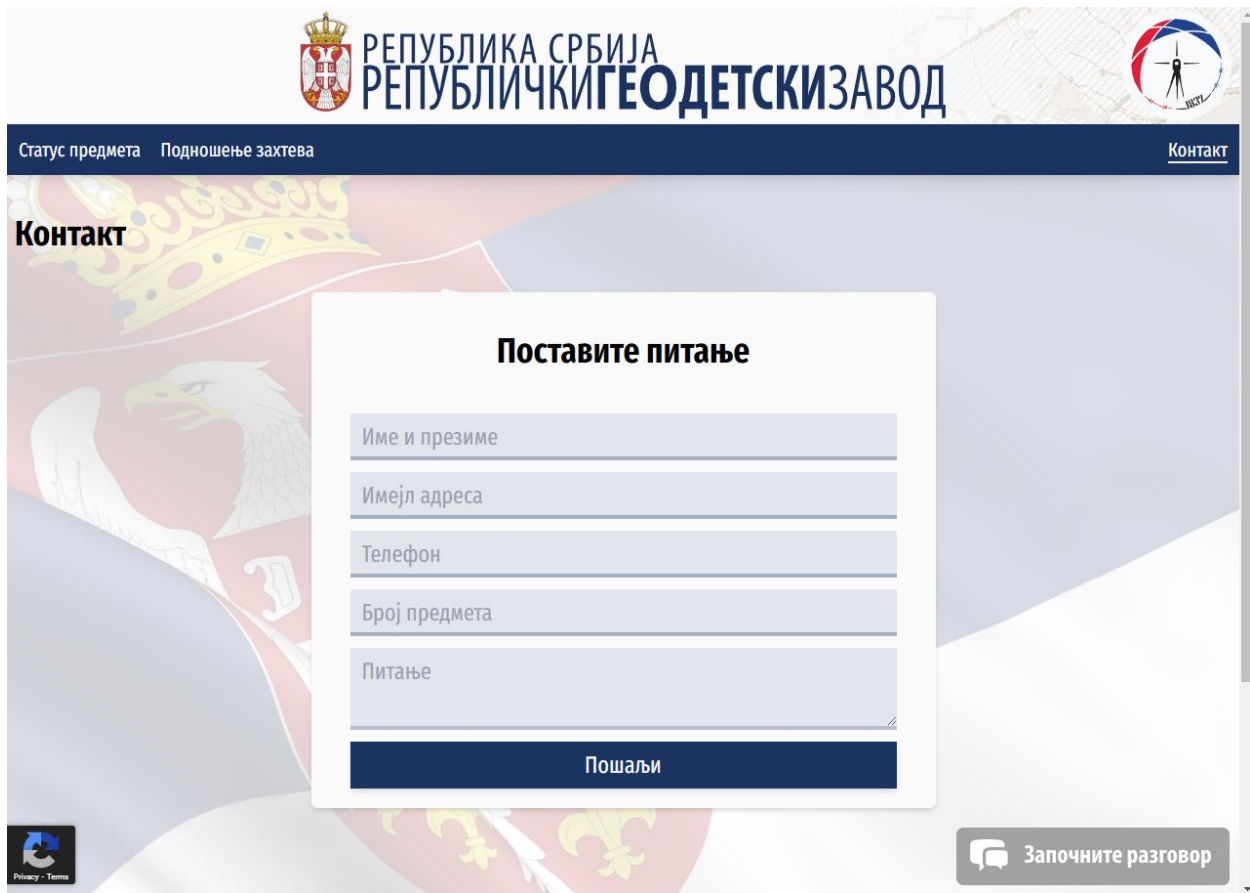 РЕПУБЛИКА СРБИЈА
РЕПУБЛИЧКИГЕОДЕТСКИЗАВОД
1837
Статус предмета Подношење захтева Контакт
Контакт
Поставите питање
Име и презиме
Имејл адреса
Телефон
Број предмета
Питање
Пошаљи
Privacy - Terms
Започните разговор